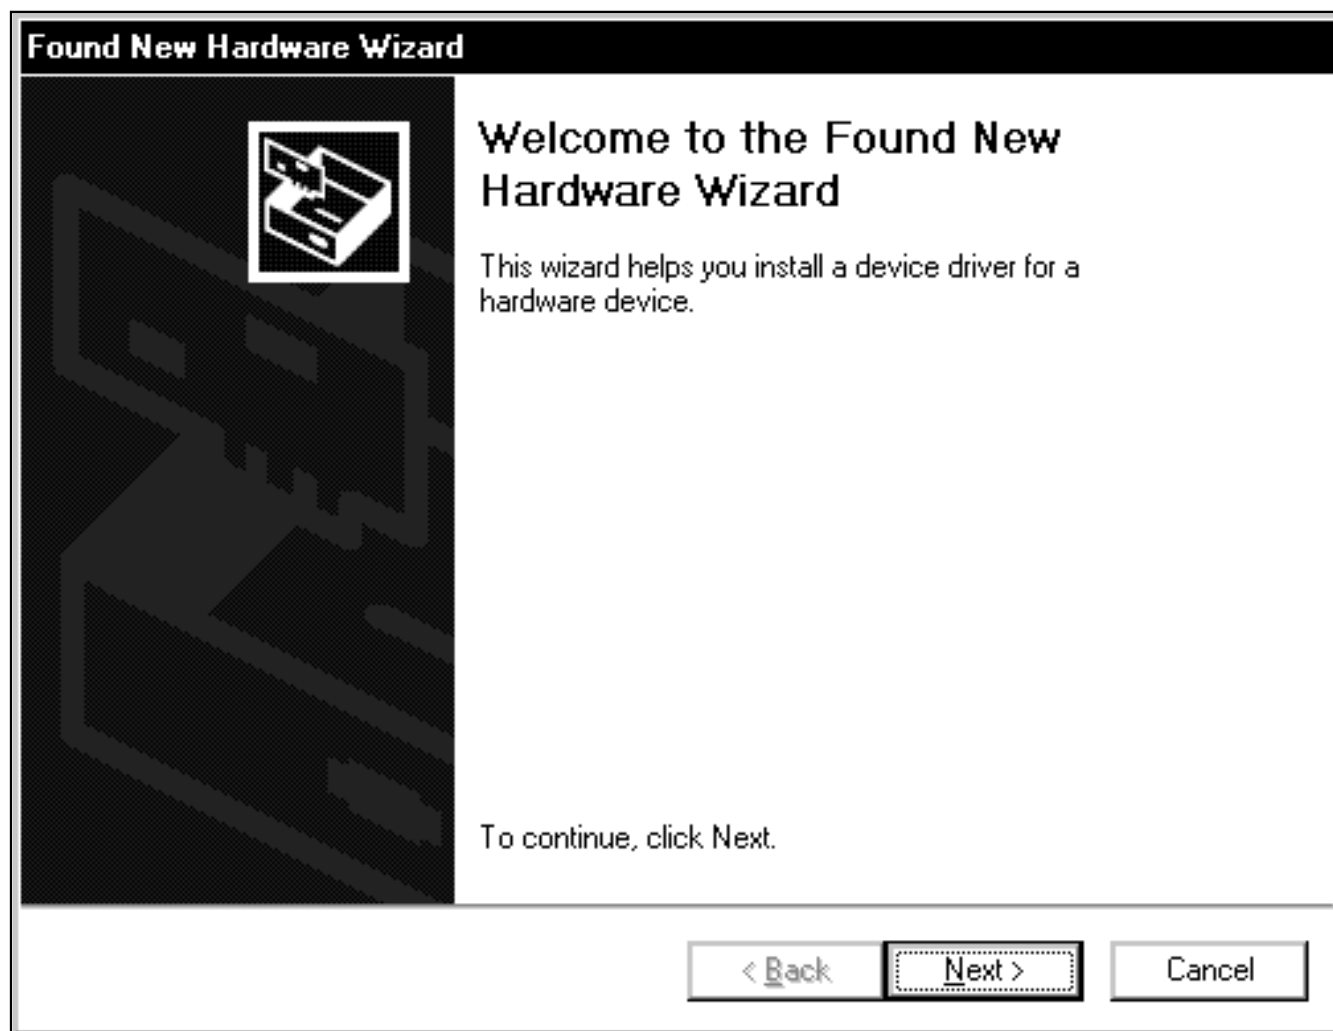 Found New Hardware Wizard
Welcome to the Found New
Hardware Wizard
This wizard helps you install a device driver for a
hardware device.
To continue, click Next.
< Back
Next >
Cancel